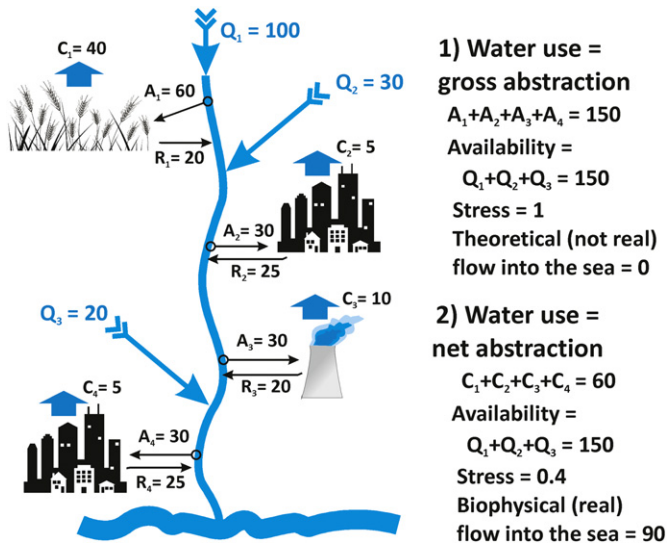 C₁= 40
Q₁ = 100
A₁= 60
Q₂ = 30
R₁= 20
C₂= 5
A₂= 30
R₂= 25
C₃= 10
Q₃ = 20
A₃= 30
R₃= 20
C₄= 5
A₄= 30
R₄= 25
1) Water use =
gross abstraction
A₁+A₂+A₃+A₄ = 150
Availability =
Q₁+Q₂+Q₃ = 150
Stress = 1
Theoretical (not real)
flow into the sea = 0
2) Water use =
net abstraction
C₁+C₂+C₃+C₄ = 60
Availability =
Q₁+Q₂+Q₃ = 150
Stress = 0.4
Biophysical (real)
flow into the sea = 90